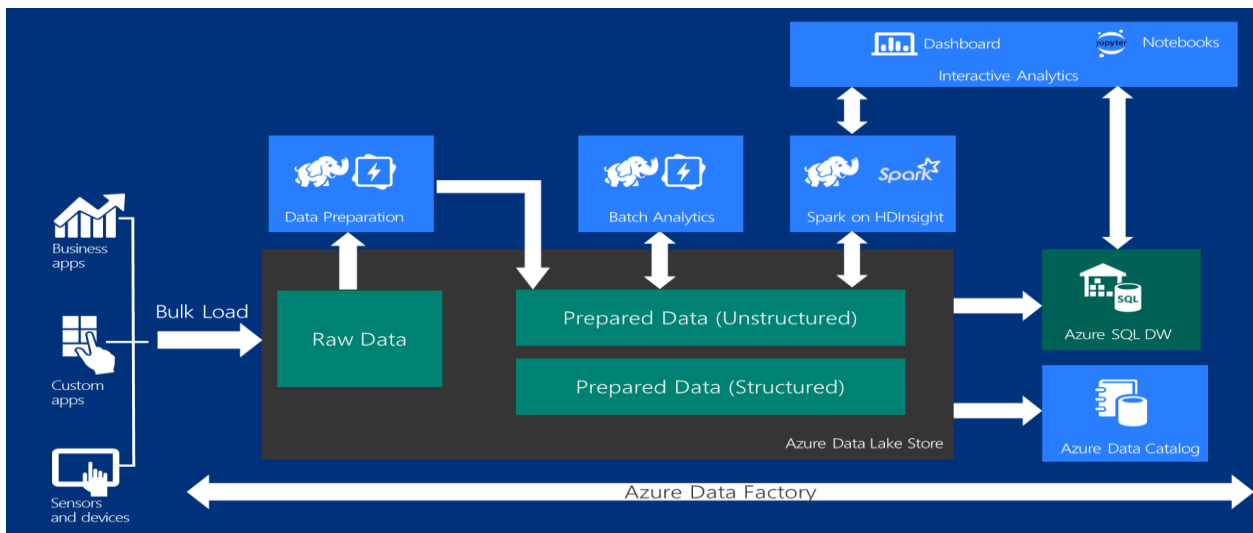 Dashboard
jupyter
Notebooks
Interactive Analytics
Data Preparation
Batch Analytics
Spark
Spark on HDInsight
Business
apps
Custom
apps
Sensors
and devices
Bulk Load
Raw Data
Prepared Data (Unstructured)
Prepared Data (Structured)
Azure Data Lake Store
SQL
Azure SQL DW
Azure Data Catalog
Azure Data Factory